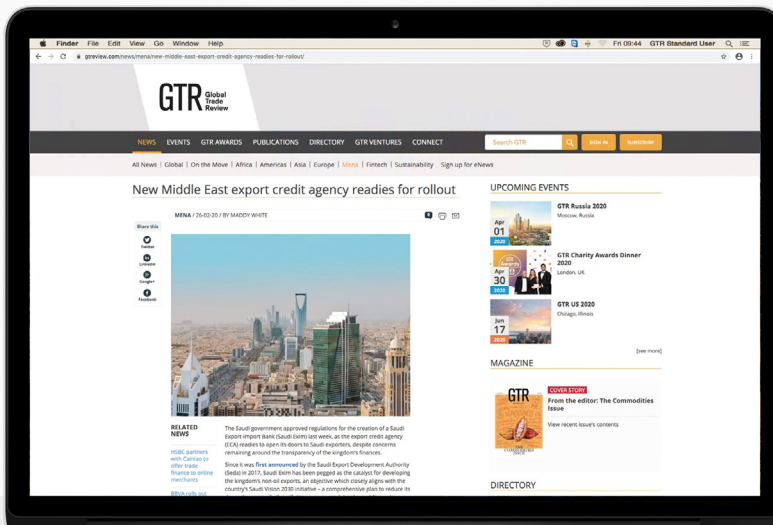 Finder File Edit View Go Window Help
Fri 09:44 GTR Standard User
gtreview.com/news/mena/new-middle-east-export-credit-agency-readies-for-rollout/
GTR Global
Trade
Review
NEWS EVENTS GTR AWARDS PUBLICATIONS DIRECTORY GTR VENTURES CONNECT
Search GTR
SIGN IN
SUBSCRIBE
All News | Global | On the Move | Africa | Americas | Asia | Europe | Mena | Fintech | Sustainability Sign up for eNews
New Middle East export credit agency readies for rollout
MENA / 26-02-20 / BY MADDY WHITE
0
Share this
Twitter
LinkedIn
Google+
Facebook
RELATED
NEWS
HSBC partners
with Cainiao to
offer trade
finance to online
merchants
BBVA rolls out
The Saudi government approved regulations for the creation of a Saudi
Export-Import Bank (Saudi Exim) last week, as the export credit agency
(ECA) readies to open its doors to Saudi exporters, despite concerns
remaining around the transparency of the kingdom's finances.
Since it was first announced by the Saudi Export Development Authority
(Seda) in 2017, Saudi Exim has been pegged as the catalyst for developing
the kingdom's non-oil exports, an objective which closely aligns with the
country's Saudi Vision 2030 initiative – a comprehensive plan to reduce its
UPCOMING EVENTS
Apr
01
2020
GTR Russia 2020
Moscow, Russia
GTR
Awards
Apr
30
2020
GTR Charity Awards Dinner
2020
London, UK
Jun
17
2020
GTR US 2020
Chicago, Illinois
[see more]
MAGAZINE
GTR
COVER STORY
From the editor: The Commodities
Issue
View recent issue's contents
DIRECTORY